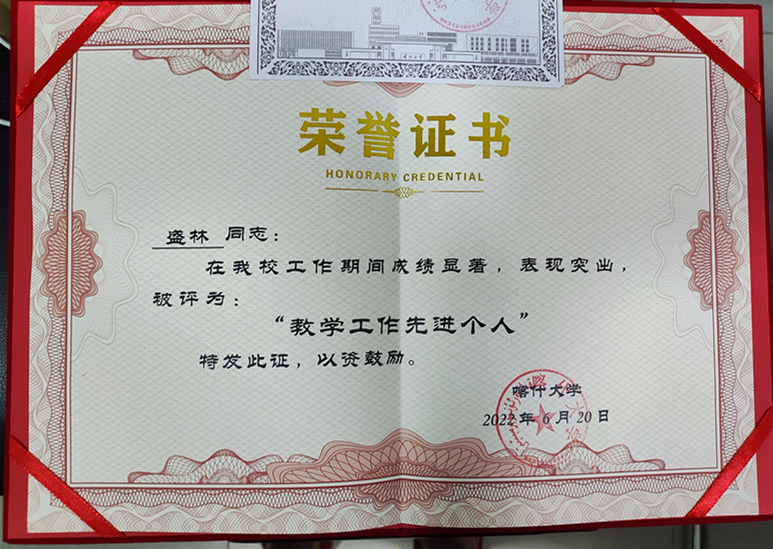 荣誉证书
HONORARY CREDENTIAL
盛林 同志：
在我校工作期间成绩显著，表现突出，
被评为：
“教学工作先进个人”
特发此证，以资鼓励。
喀什大学
2022年6月20日